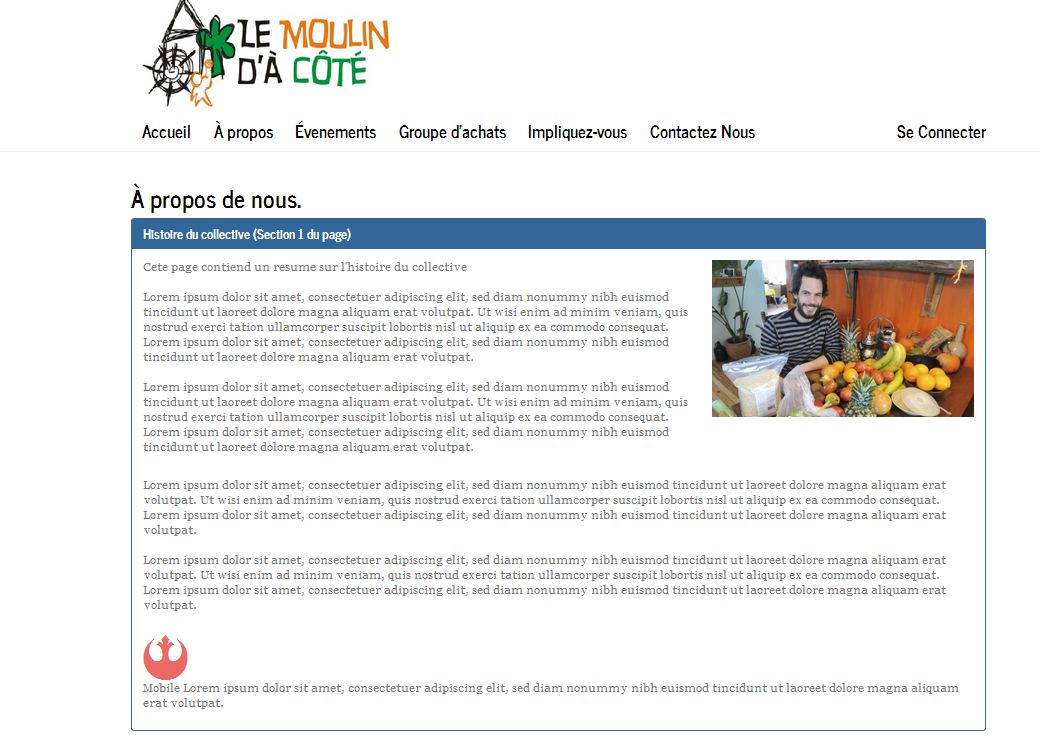 LE MOULIN
D'À CÔTÉ
Accueil À propos Évenements Groupe d'achats Impliquez-vous Contactez Nous Se Connecter
À propos de nous.
Histoire du collective (Section 1 du page)
Cete page contiend un resume sur l'histoire du collective
Lorem ipsum dolor sit amet, consectetuer adipiscing elit, sed diam nonummy nibh euismod
tincidunt ut laoreet dolore magna aliquam erat volutpat. Ut wisi enim ad minim veniam, quis
nostrud exerci tation ullamcorper suscipit lobortis nisl ut aliquip ex ea commodo consequat.
Lorem ipsum dolor sit amet, consectetuer adipiscing elit, sed diam nonummy nibh euismod
tincidunt ut laoreet dolore magna aliquam erat volutpat.
Lorem ipsum dolor sit amet, consectetuer adipiscing elit, sed diam nonummy nibh euismod
tincidunt ut laoreet dolore magna aliquam erat volutpat. Ut wisi enim ad minim veniam, quis
nostrud exerci tation ullamcorper suscipit lobortis nisl ut aliquip ex ea commodo consequat.
Lorem ipsum dolor sit amet, consectetuer adipiscing elit, sed diam nonummy nibh euismod
tincidunt ut laoreet dolore magna aliquam erat volutpat.
Lorem ipsum dolor sit amet, consectetuer adipiscing elit, sed diam nonummy nibh euismod tincidunt ut laoreet dolore magna aliquam erat
volutpat. Ut wisi enim ad minim veniam, quis nostrud exerci tation ullamcorper suscipit lobortis nisl ut aliquip ex ea commodo consequat.
Lorem ipsum dolor sit amet, consectetuer adipiscing elit, sed diam nonummy nibh euismod tincidunt ut laoreet dolore magna aliquam erat
volutpat.
Lorem ipsum dolor sit amet, consectetuer adipiscing elit, sed diam nonummy nibh euismod tincidunt ut laoreet dolore magna aliquam erat
volutpat. Ut wisi enim ad minim veniam, quis nostrud exerci tation ullamcorper suscipit lobortis nisl ut aliquip ex ea commodo consequat.
Lorem ipsum dolor sit amet, consectetuer adipiscing elit, sed diam nonummy nibh euismod tincidunt ut laoreet dolore magna aliquam erat
volutpat.
Mobile Lorem ipsum dolor sit amet, consectetuer adipiscing elit, sed diam nonummy nibh euismod tincidunt ut laoreet dolore magna aliquam
erat volutpat.